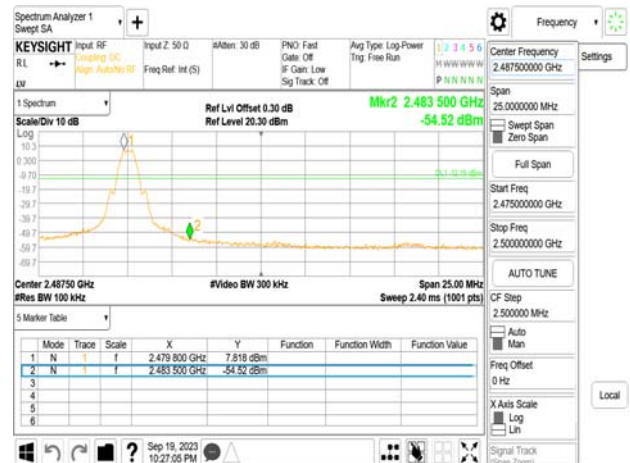 Spectrum Analyzer 1
Swept SA
+
Frequency
KEYSIGHT Input: RF Input Z: 50 Ω #Atten: 30 dB PNO: Fast Avg Type: Log-Power 1 2 3 4 5 6
RL Coupling: DC Gate: Off Trig: Free Run M W W W W W
Align: Auto/No RF Freq Ref: Int (S) IF Gain: Low
Sig Track: Off P N N N N N
LXI
1 Spectrum Ref Lvl Offset 0.30 dB Mkr2 2.483 500 GHz
Scale/Div 10 dB Ref Level 20.30 dBm -54.52 dBm
Log
10.3
0.300
-9.70
-19.7
-29.7
-39.7
-49.7
-59.7
-69.7
1
2
Center 2.48750 GHz #Video BW 300 kHz Span 25.00 MHz
#Res BW 100 kHz Sweep 2.40 ms (1001 pts)
5 Marker Table
Mode Trace Scale X Y Function Function Width Function Value
1 N 1 f 2.479 800 GHz 7.818 dBm
2 N 1 f 2.483 500 GHz -54.52 dBm
3
4
5
6
? Sep 19, 2023
10:27:05 PM
Center Frequency
2.487500000 GHz
Settings
Span
25.0000000 MHz
Swept Span
Zero Span
Full Span
Start Freq
2.475000000 GHz
Stop Freq
2.500000000 GHz
AUTO TUNE
CF Step
2.500000 MHz
Auto
Man
Freq Offset
0 Hz
X Axis Scale
Log
Lin
Local
Signal Track
(Span Zoom)